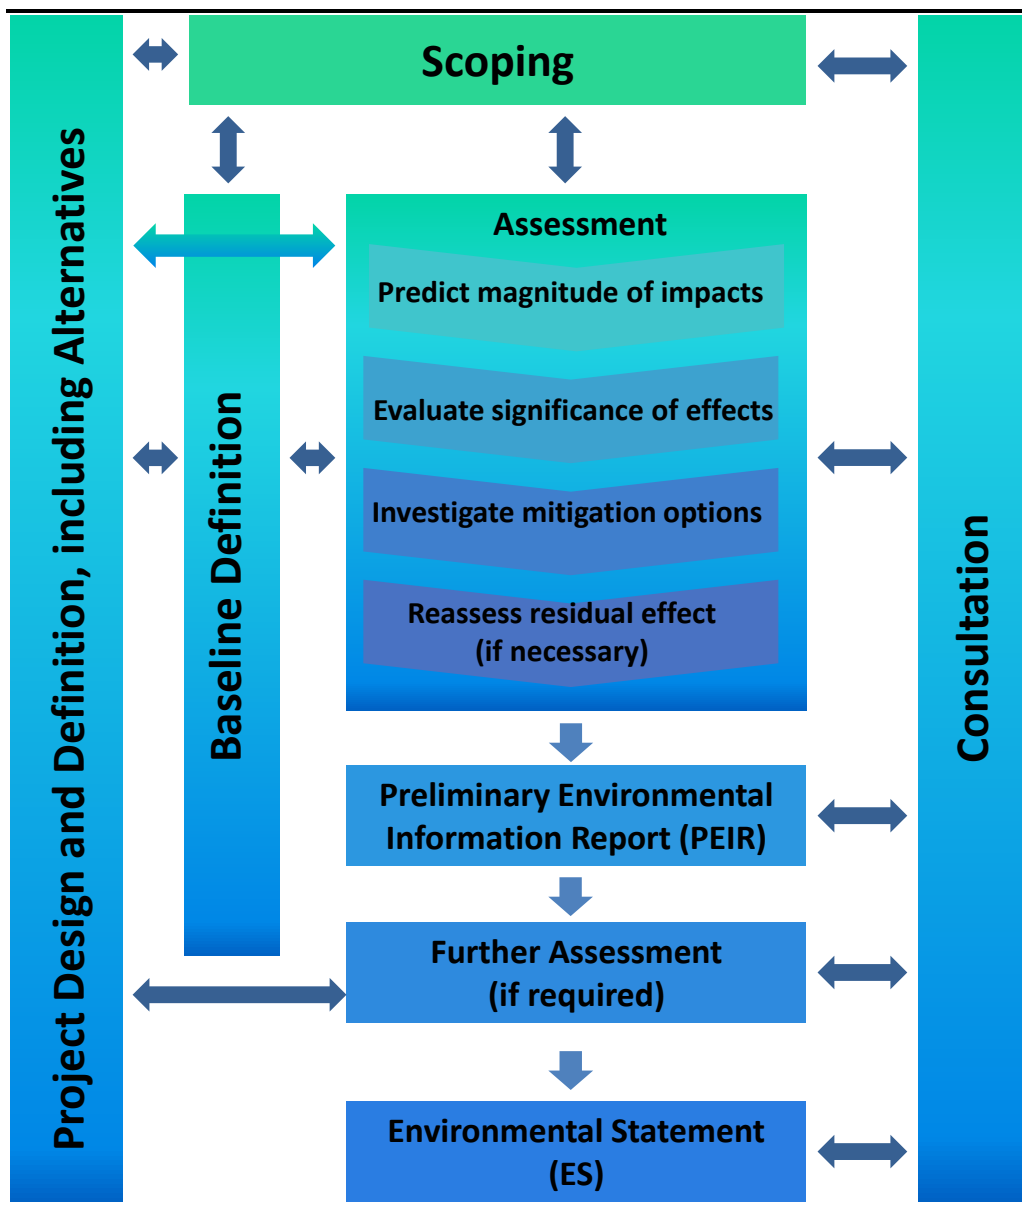 Scoping
Project Design and Definition, including Alternatives
Baseline Definition
Assessment
Predict magnitude of impacts
Evaluate significance of effects
Investigate mitigation options
Reassess residual effect
(if necessary)
Preliminary Environmental
Information Report (PEIR)
Further Assessment
(if required)
Environmental Statement
(ES)
Consultation